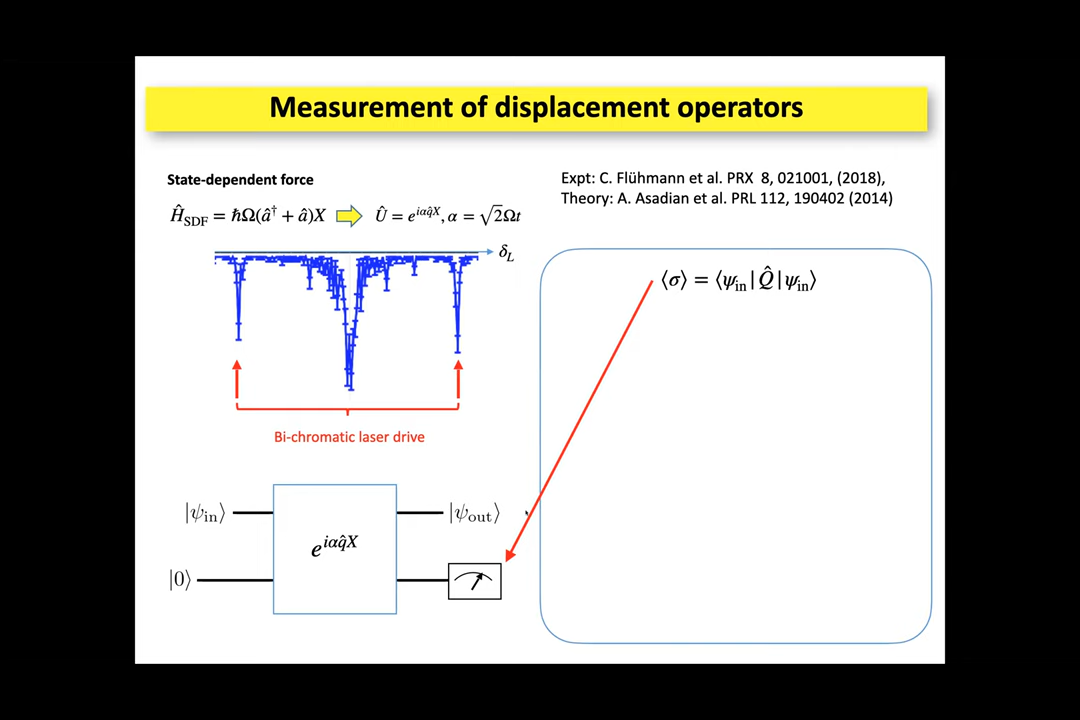 Measurement of displacement operators
State-dependent force
Ĥ_SDF = ℏΩ(â† + â)X Û = e^{iαq̂X}, α = √2Ωt
δ_L
Bi-chromatic laser drive
|ψ_in⟩
|ψ_out⟩
e^{iαq̂X}
|0⟩
Expt: C. Flühmann et al. PRX 8, 021001, (2018),
Theory: A. Asadian et al. PRL 112, 190402 (2014)
⟨σ⟩ = ⟨ψ_in|Q̂|ψ_in⟩